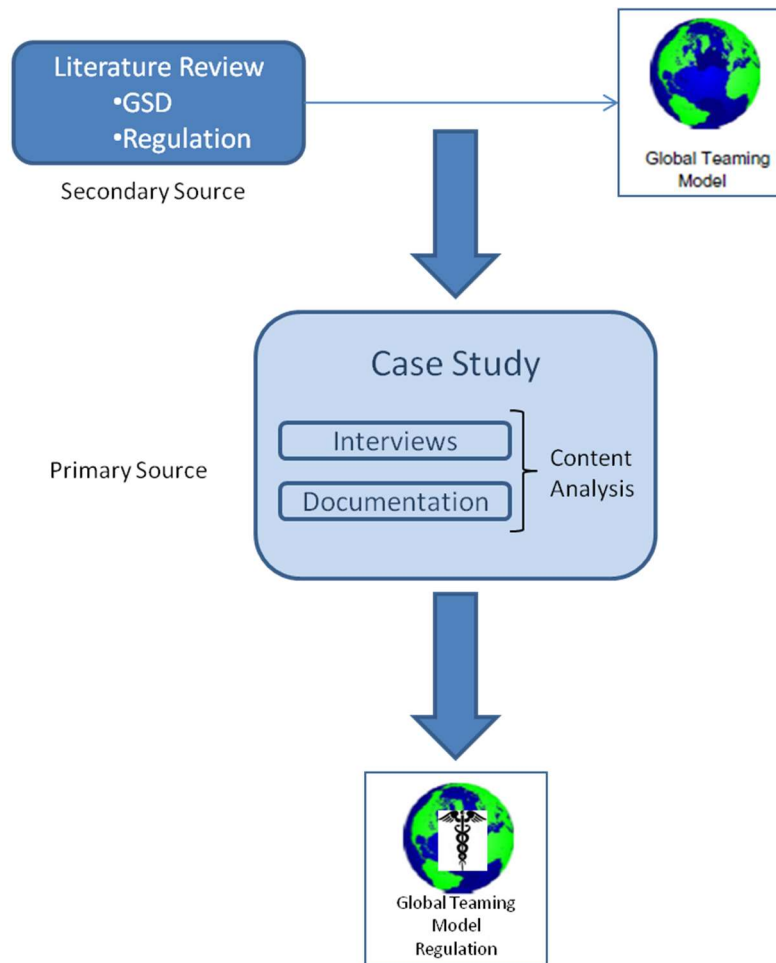 Literature Review
•GSD
•Regulation
Secondary Source
Global Teaming
Model
Case Study
Interviews
Documentation
Content
Analysis
Primary Source
Global Teaming
Model
Regulation